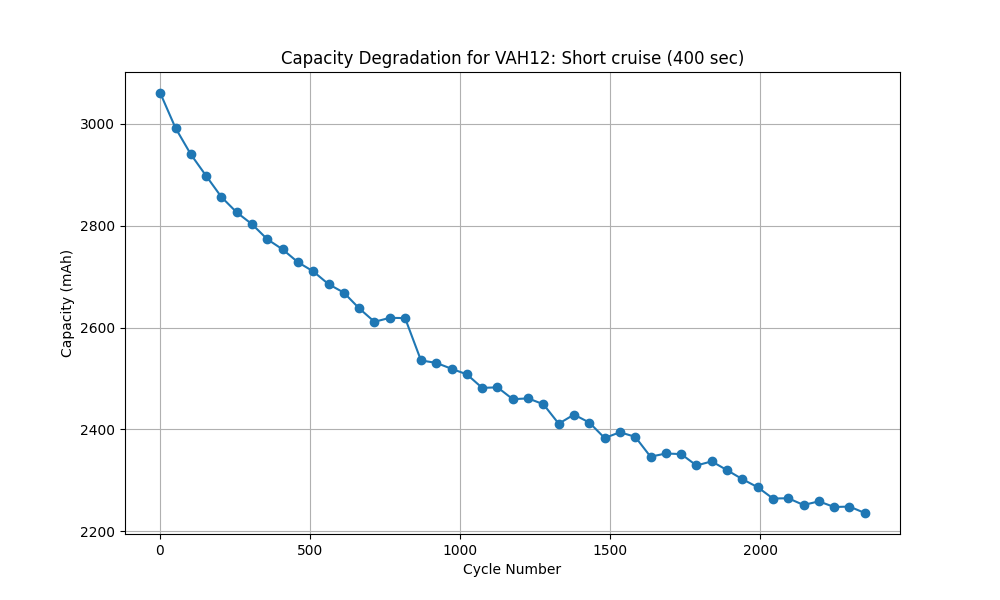 Capacity Degradation for VAH12: Short cruise (400 sec)
Capacity (mAh)
3000
2800
2600
2400
2200
0 500 1000 1500 2000
Cycle Number